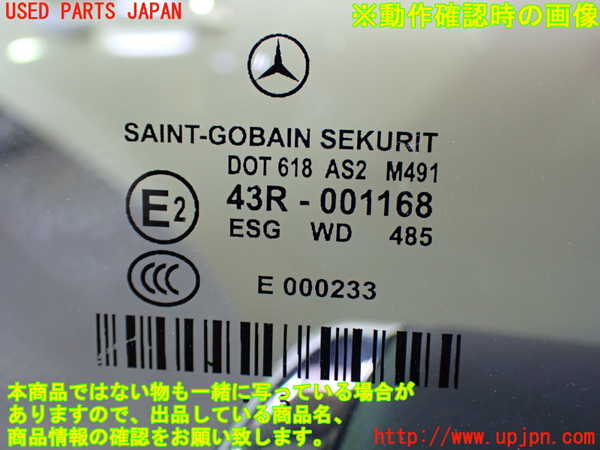 USED PARTS JAPAN
※動作確認時の画像
SAINT-GOBAIN SEKURIT
DOT 618 AS2 M491
E2
43R - 001168
ESG WD 485
CCC
E 000233
本商品ではない物も一緒に写っている場合が
ありますので、出品している商品名、
商品情報の確認をお願い致します。
http://www.upjpn.com/